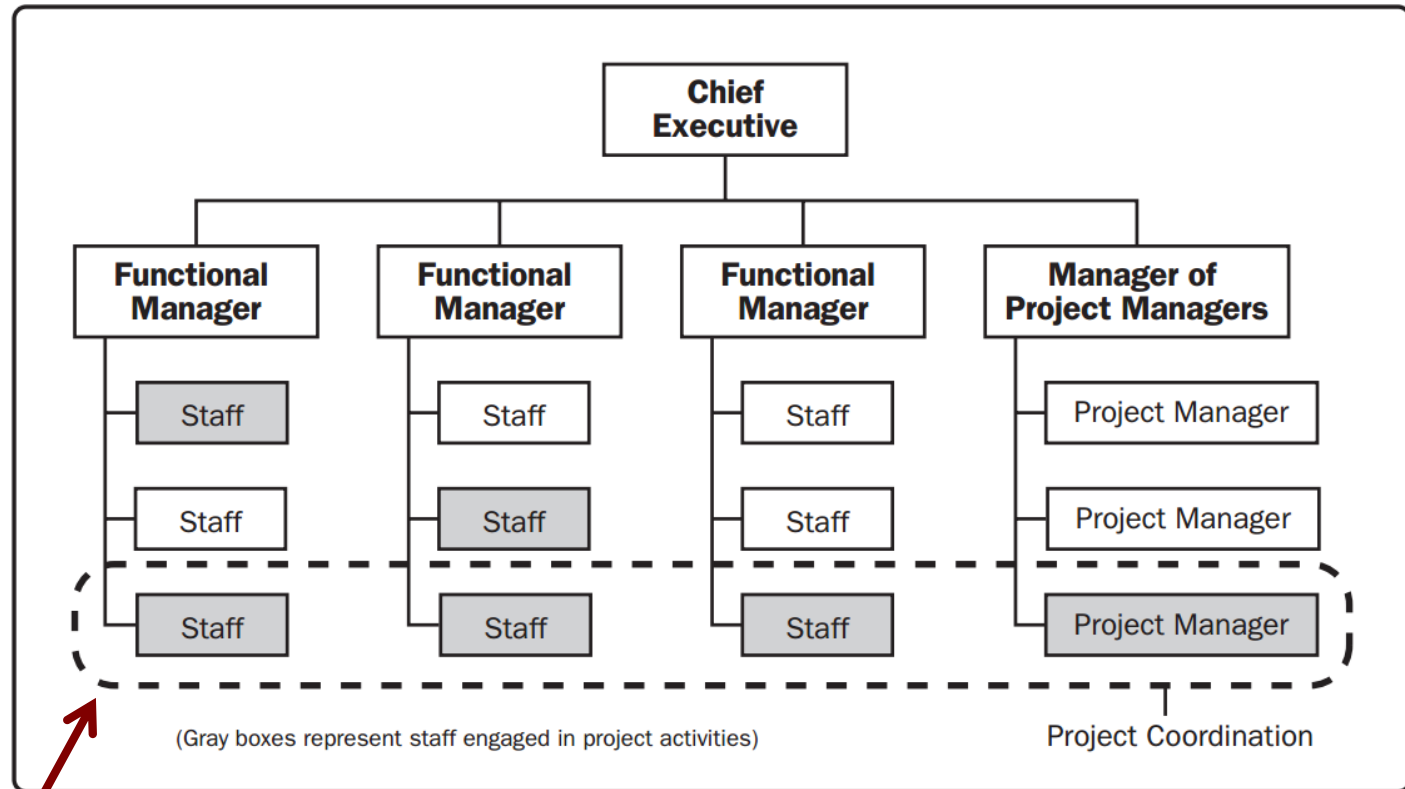 Chief
Executive
Functional
Manager
Functional
Manager
Functional
Manager
Manager of
Project Managers
Staff
Staff
Staff
Project Manager
Staff
Staff
Staff
Project Manager
Staff
Staff
Staff
Project Manager
(Gray boxes represent staff engaged in project activities)
Project Coordination